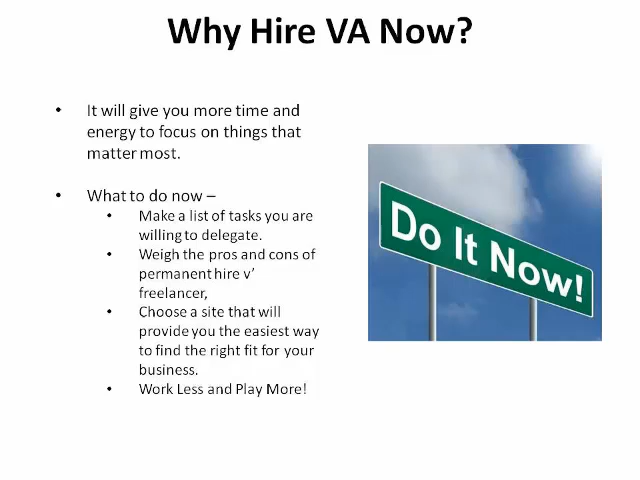 Why Hire VA Now?
• It will give you more time and
energy to focus on things that
matter most.
• What to do now –
• Make a list of tasks you are
willing to delegate.
• Weigh the pros and cons of
permanent hire v’
freelancer,
• Choose a site that will
provide you the easiest way
to find the right fit for your
business.
• Work Less and Play More!
Do It Now!